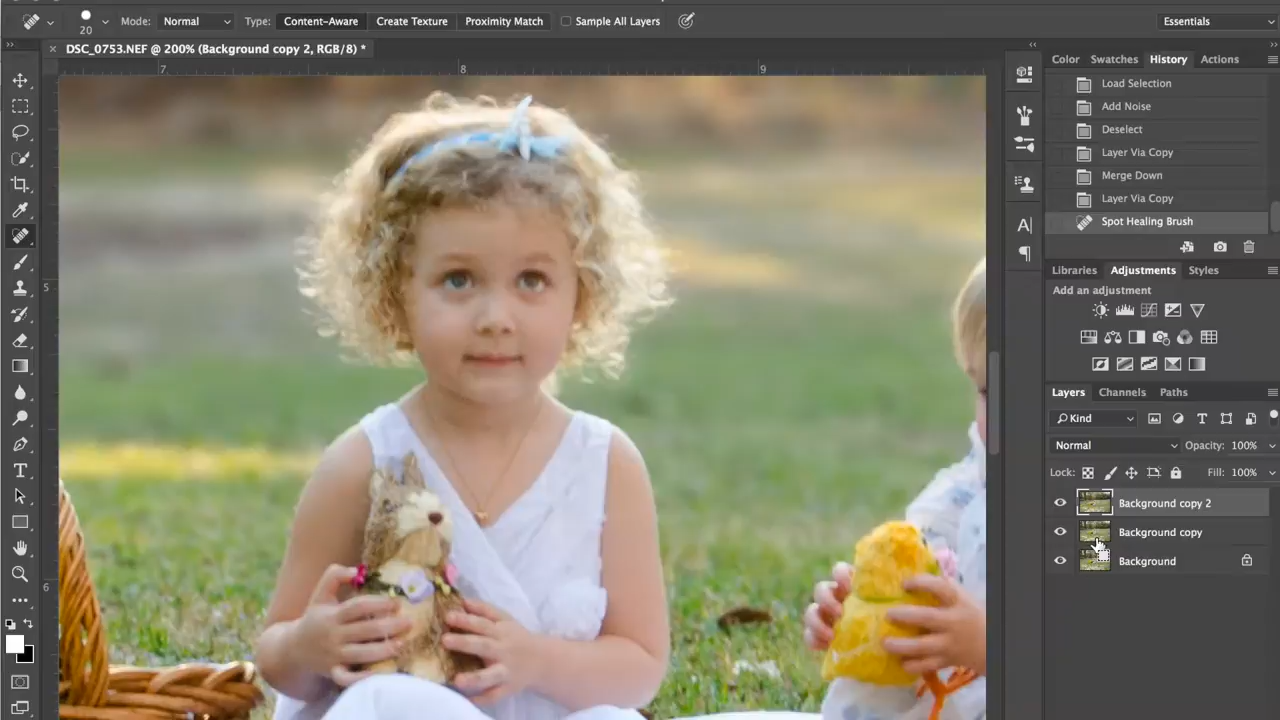 20
Mode: Normal
Type: Content-Aware Create Texture Proximity Match
Sample All Layers
Essentials
DSC_0753.NEF @ 200% (Background copy 2, RGB/8) *
7 8 9
5
6
Color Swatches History Actions
Load Selection
Add Noise
Deselect
Layer Via Copy
Merge Down
Layer Via Copy
Spot Healing Brush
Libraries Adjustments Styles
Add an adjustment
Layers Channels Paths
Kind
Normal Opacity: 100%
Lock: Fill: 100%
Background copy 2
Background copy
Background